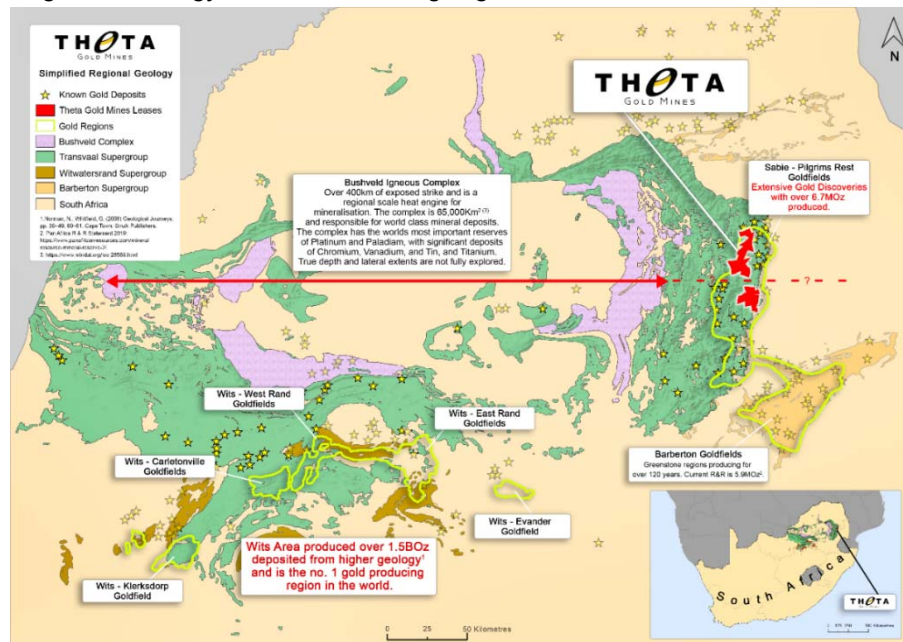 THETA
GOLD MINES
Simplified Regional Geology
Known Gold Deposits
Theta Gold Mines Leases
Gold Regions
Bushveld Complex
Transvaal Supergroup
Witwatersrand Supergroup
Barberton Supergroup
South Africa
THETA
GOLD MINES
N
Bushveld Igneous Complex
Over 400km of exposed strike and is a
regional scale heat engine for
mineralisation. The complex is 65,000Km²
and responsible for world class mineral deposits.
The complex has the worlds most important reserves
of Platinum and Paladiam, with significant deposits
of Chromium, Vanadium, and Tin, and Titanium.
True depth and lateral extents are not fully explored.
Sabie - Pilgrims Rest
Goldfields
Extensive Gold Discoveries
with over 6.7MOz
produced.
?
Wits - West Rand
Goldfields
Wits - East Rand
Goldfields
Wits - Carletonville
Goldfields
Barberton Goldfields
Greenstone regions producing for
over 120 years. Current R&R is 5.9MOz²
Wits - Evander
Goldfield
Wits Area produced over 1.5BOz
deposited from higher geology¹
and is the no. 1 gold producing
region in the world.
Wits - Klerksdorp
Goldfield
0 25 50 Kilometres
South Africa
THETA